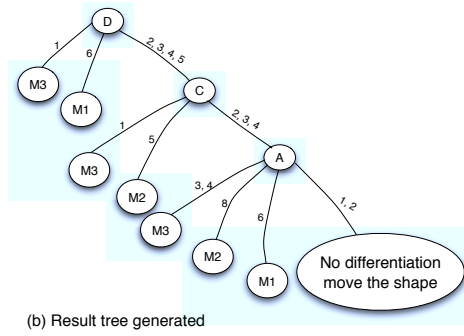 D
1
6
2, 3, 4, 5
M3
M1
C
1
5
2, 3, 4
M3
M2
A
3, 4
8
6
1, 2
M3
M2
M1
No differentiation
move the shape
(b) Result tree generated